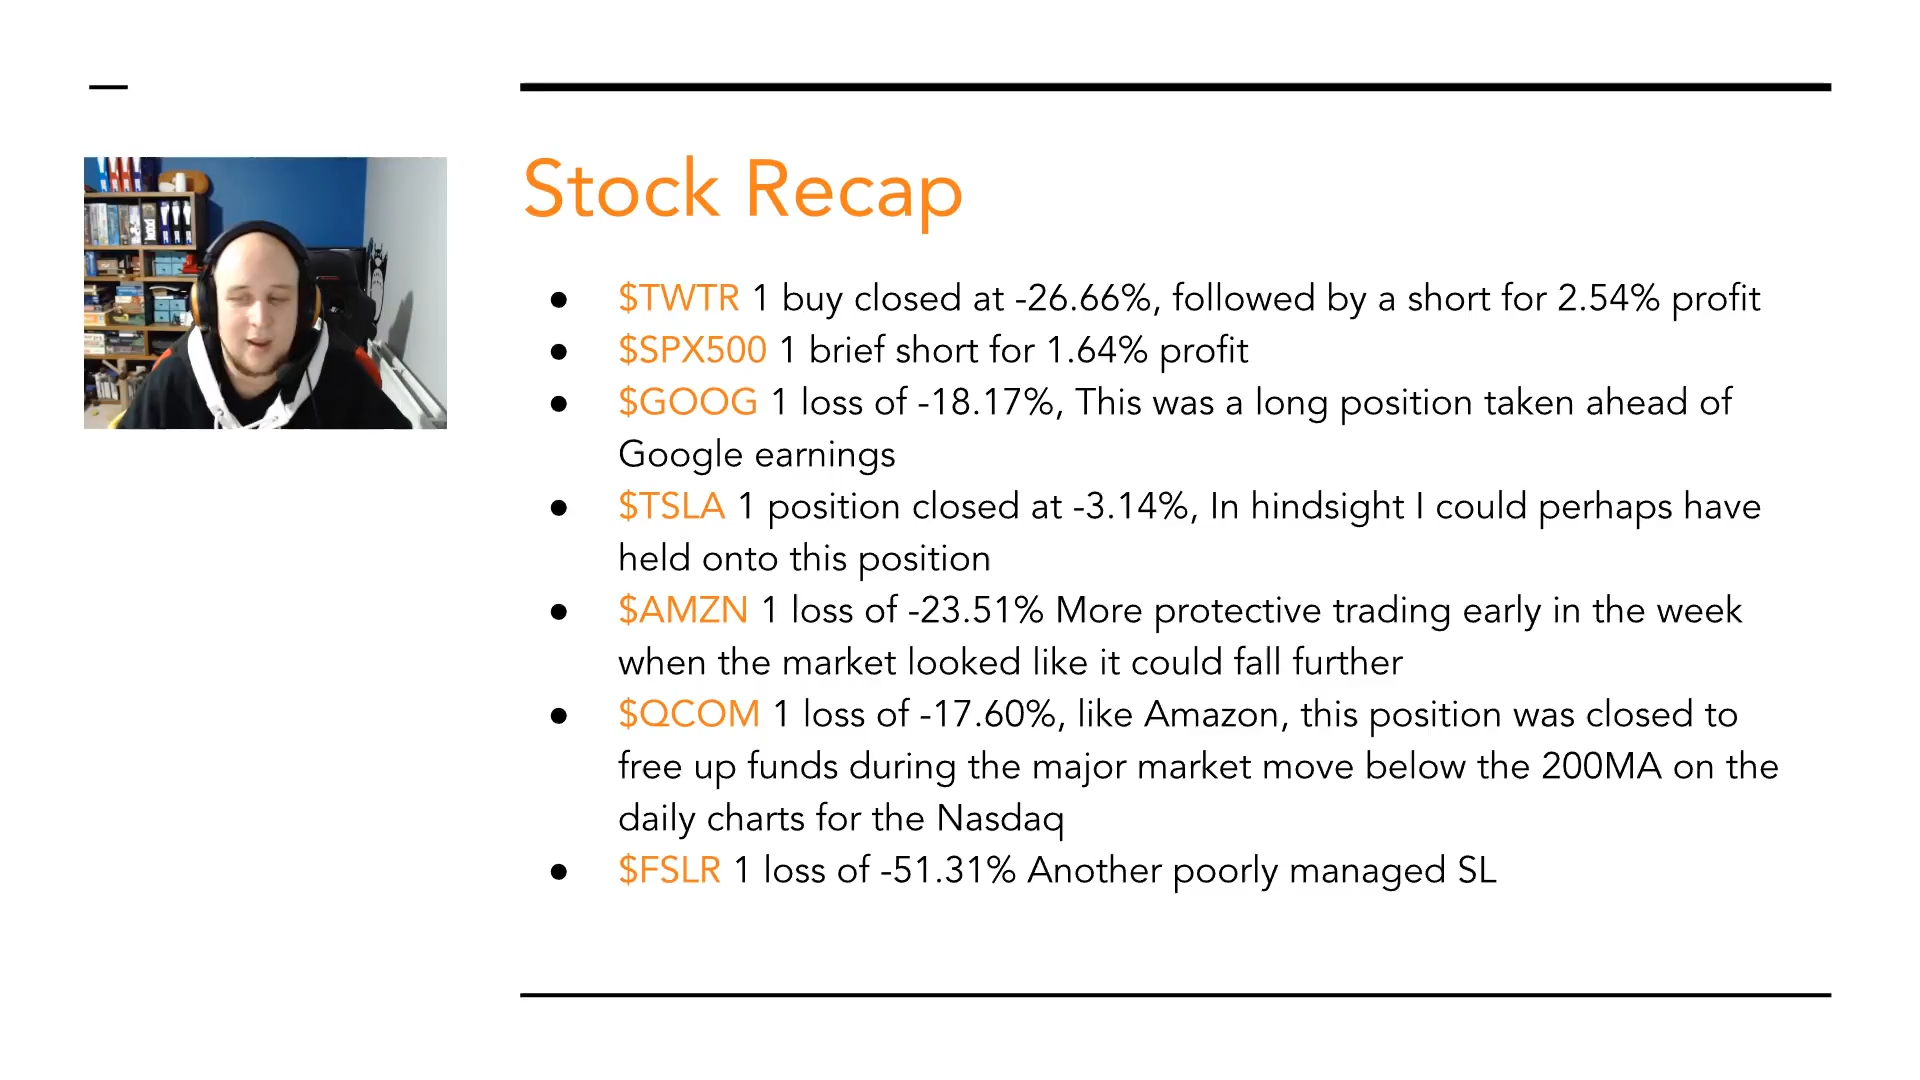 Stock Recap
● $TWTR 1 buy closed at -26.66%, followed by a short for 2.54% profit
● $SPX500 1 brief short for 1.64% profit
● $GOOG 1 loss of -18.17%, This was a long position taken ahead of
Google earnings
● $TSLA 1 position closed at -3.14%, In hindsight I could perhaps have
held onto this position
● $AMZN 1 loss of -23.51% More protective trading early in the week
when the market looked like it could fall further
● $QCOM 1 loss of -17.60%, like Amazon, this position was closed to
free up funds during the major market move below the 200MA on the
daily charts for the Nasdaq
● $FSLR 1 loss of -51.31% Another poorly managed SL